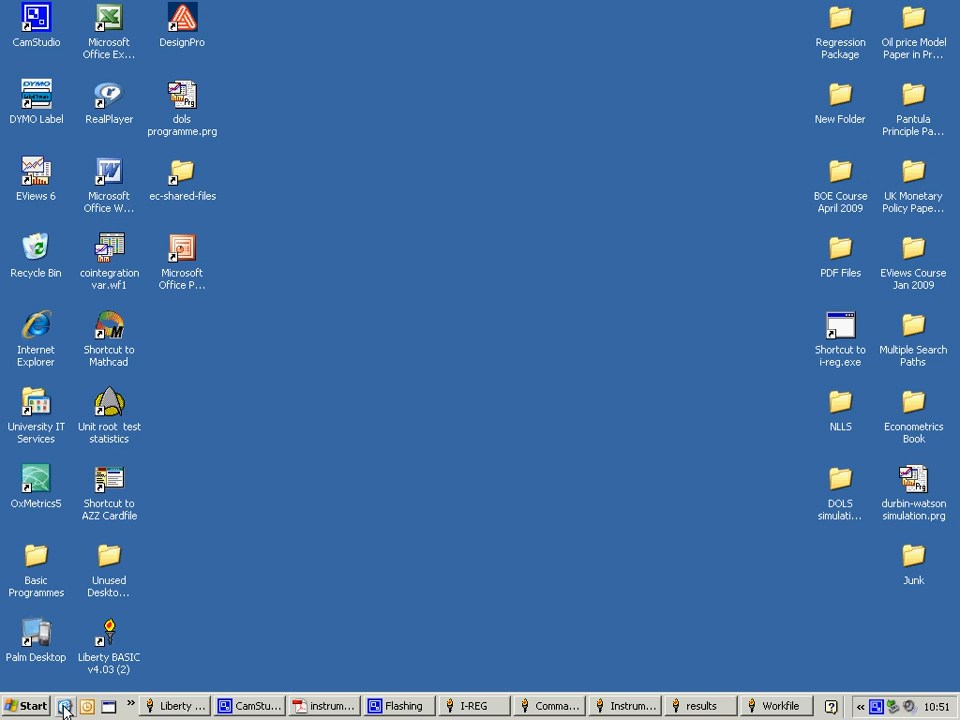 CamStudio
Microsoft
Office Ex...
DesignPro
Regression
Package
Oil price Model
Paper in Pr...
DYMO Label
RealPlayer
dols
programme.prg
New Folder
Pantula
Principle Pa...
EViews 6
Microsoft
Office W...
ec-shared-files
BOE Course
April 2009
UK Monetary
Policy Pape...
Recycle Bin
cointegration
var.wf1
Microsoft
Office P...
PDF Files
EViews Course
Jan 2009
Internet
Explorer
Shortcut to
Mathcad
Shortcut to
i-reg.exe
Multiple Search
Paths
University IT
Services
Unit root test
statistics
NLLS
Econometrics
Book
OxMetrics5
Shortcut to
AZZ Cardfile
DOLS
simulati...
durbin-watson
simulation.prg
Basic
Programmes
Unused
Deskto...
Junk
Palm Desktop
Liberty BASIC
v4.03 (2)
Start
Liberty ...
CamStu...
instrum...
Flashing
I-REG
Comma...
Instrum...
results
Workfile
10:51